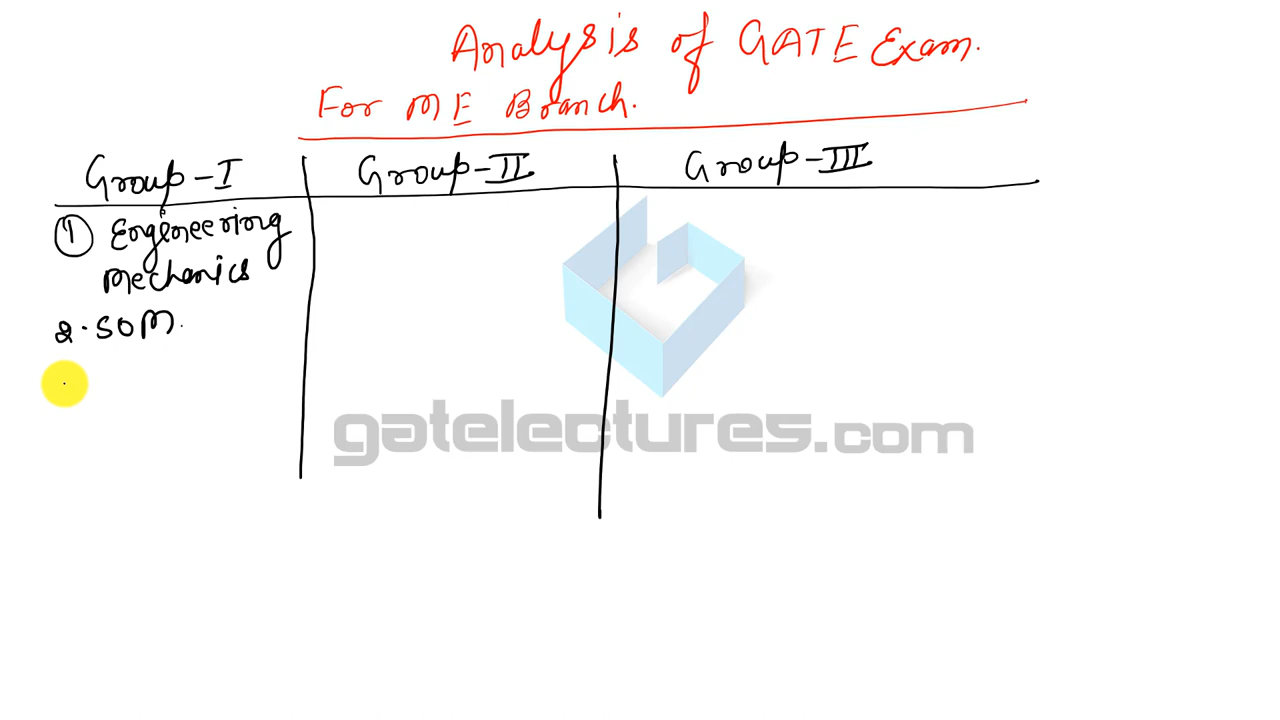 Analysis of GATE Exam.
For ME Branch.
Group-I Group-II Group-III
1 Engineering
Mechanics
2. SOM.
gatelectures.com